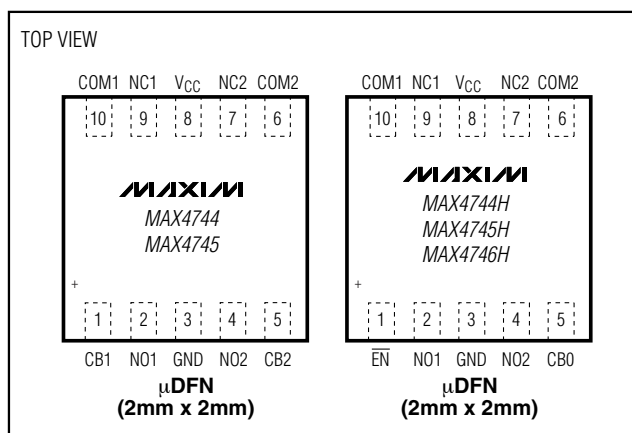 TOP VIEW
COM1 NC1 VCC NC2 COM2
10 9 8 7 6
MAXIM
MAX4744
MAX4745
+
1 2 3 4 5
CB1 NO1 GND NO2 CB2
μDFN
(2mm x 2mm)
COM1 NC1 VCC NC2 COM2
10 9 8 7 6
MAXIM
MAX4744H
MAX4745H
MAX4746H
+
1 2 3 4 5
E̅N̅ NO1 GND NO2 CB0
μDFN
(2mm x 2mm)